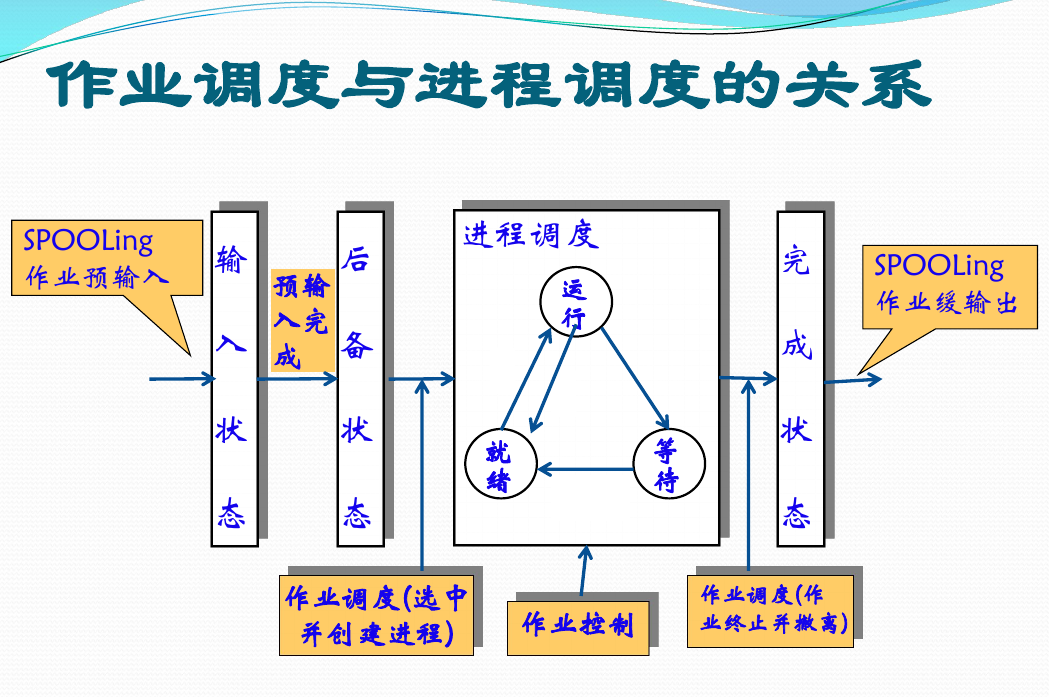 作业调度与进程调度的关系
SPOOLing
作业预输入
输入状态
预输
入完
成
后备状态
进程调度
运
行
就
绪
等
待
完成状态
SPOOLing
作业缓输出
作业调度(选中
并创建进程)
作业控制
作业调度(作
业终止并撤离)